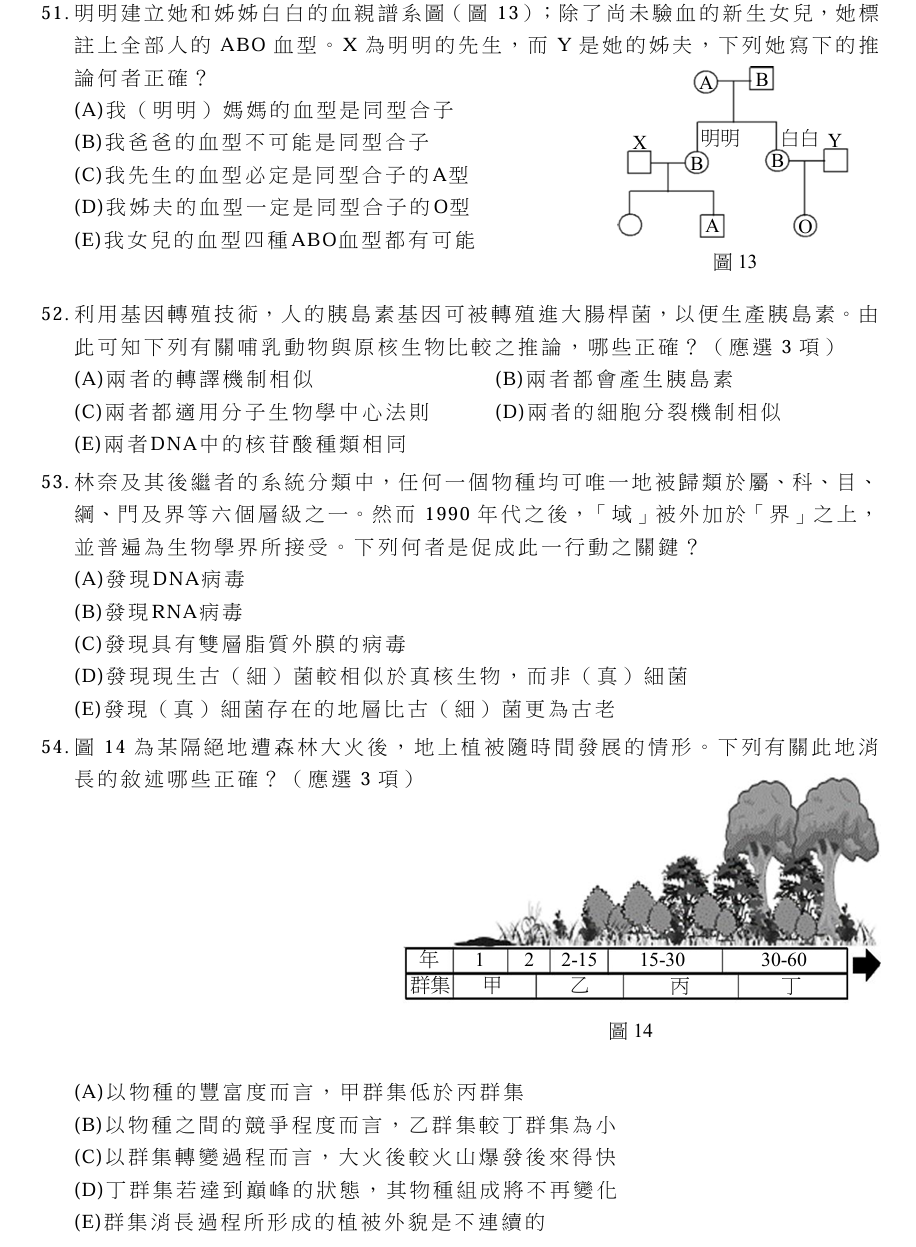 51. 明明建立她和姊姊白白的血親譜系圖（圖 13）；除了尚未驗血的新生女兒，她標
註上全部人的 ABO 血型。X 為明明的先生，而 Y 是她的姊夫，下列她寫下的推
論何者正確？
(A)我（明明）媽媽的血型是同型合子
(B)我爸爸的血型不可能是同型合子
(C)我先生的血型必定是同型合子的A型
(D)我姊夫的血型一定是同型合子的O型
(E)我女兒的血型四種ABO血型都有可能
A B
明明 白白
X Y
B B
A O
圖 13
52. 利用基因轉殖技術，人的胰島素基因可被轉殖進大腸桿菌，以便生產胰島素。由
此可知下列有關哺乳動物與原核生物比較之推論，哪些正確？（應選 3 項）
(A)兩者的轉譯機制相似 (B)兩者都會產生胰島素
(C)兩者都適用分子生物學中心法則 (D)兩者的細胞分裂機制相似
(E)兩者DNA中的核苷酸種類相同
53. 林奈及其後繼者的系統分類中，任何一個物種均可唯一地被歸類於屬、科、目、
綱、門及界等六個層級之一。然而 1990 年代之後，「域」被外加於「界」之上，
並普遍為生物學界所接受。下列何者是促成此一行動之關鍵？
(A)發現DNA病毒
(B)發現RNA病毒
(C)發現具有雙層脂質外膜的病毒
(D)發現現生古（細）菌較相似於真核生物，而非（真）細菌
(E)發現（真）細菌存在的地層比古（細）菌更為古老
54. 圖 14 為某隔絕地遭森林大火後，地上植被隨時間發展的情形。下列有關此地消
長的敘述哪些正確？（應選 3 項）
年 1 2 2-15 15-30 30-60
群集 甲 乙 丙 丁
圖 14
(A)以物種的豐富度而言，甲群集低於丙群集
(B)以物種之間的競爭程度而言，乙群集較丁群集為小
(C)以群集轉變過程而言，大火後較火山爆發後來得快
(D)丁群集若達到巔峰的狀態，其物種組成將不再變化
(E)群集消長過程所形成的植被外貌是不連續的